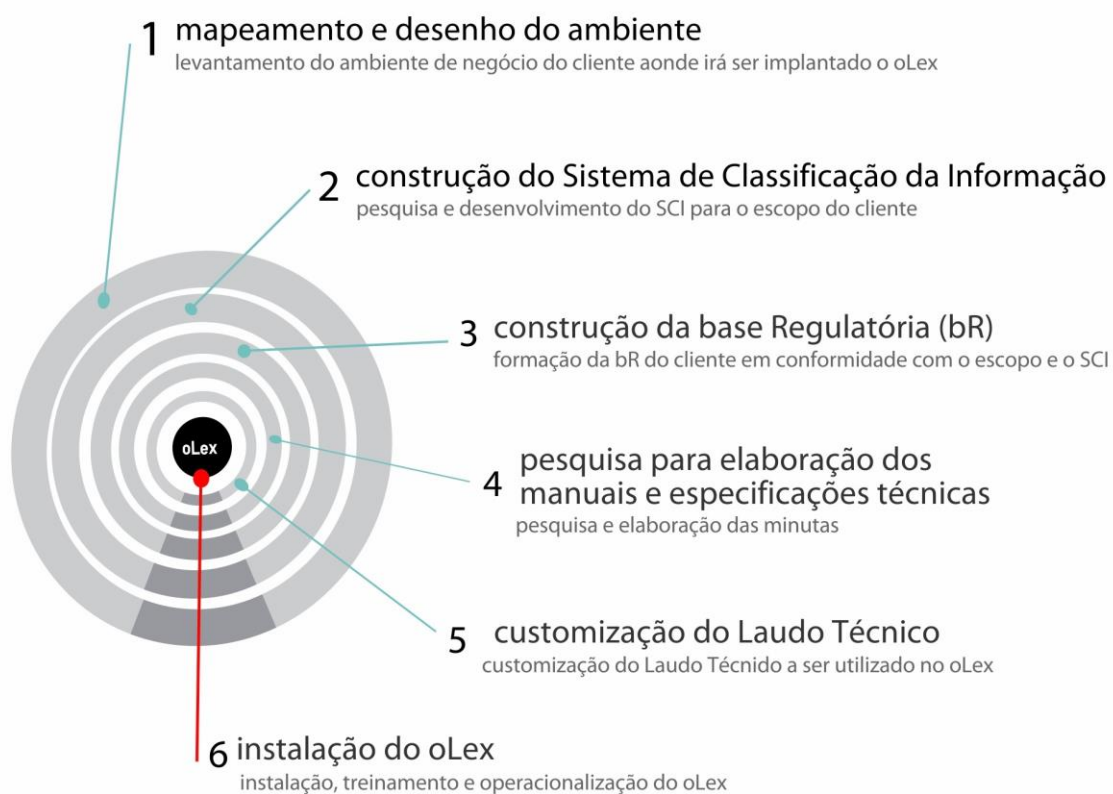 1 mapeamento e desenho do ambiente
levantamento do ambiente de negócio do cliente aonde irá ser implantado o oLex
2 construção do Sistema de Classificação da Informação
pesquisa e desenvolvimento do SCI para o escopo do cliente
3 construção da base Regulatória (bR)
formação da bR do cliente em conformidade com o escopo e o SCI
oLex
4 pesquisa para elaboração dos
manuais e especificações técnicas
pesquisa e elaboração das minutas
5 customização do Laudo Técnico
customização do Laudo Técnido a ser utilizado no oLex
6 instalação do oLex
instalação, treinamento e operacionalização do oLex